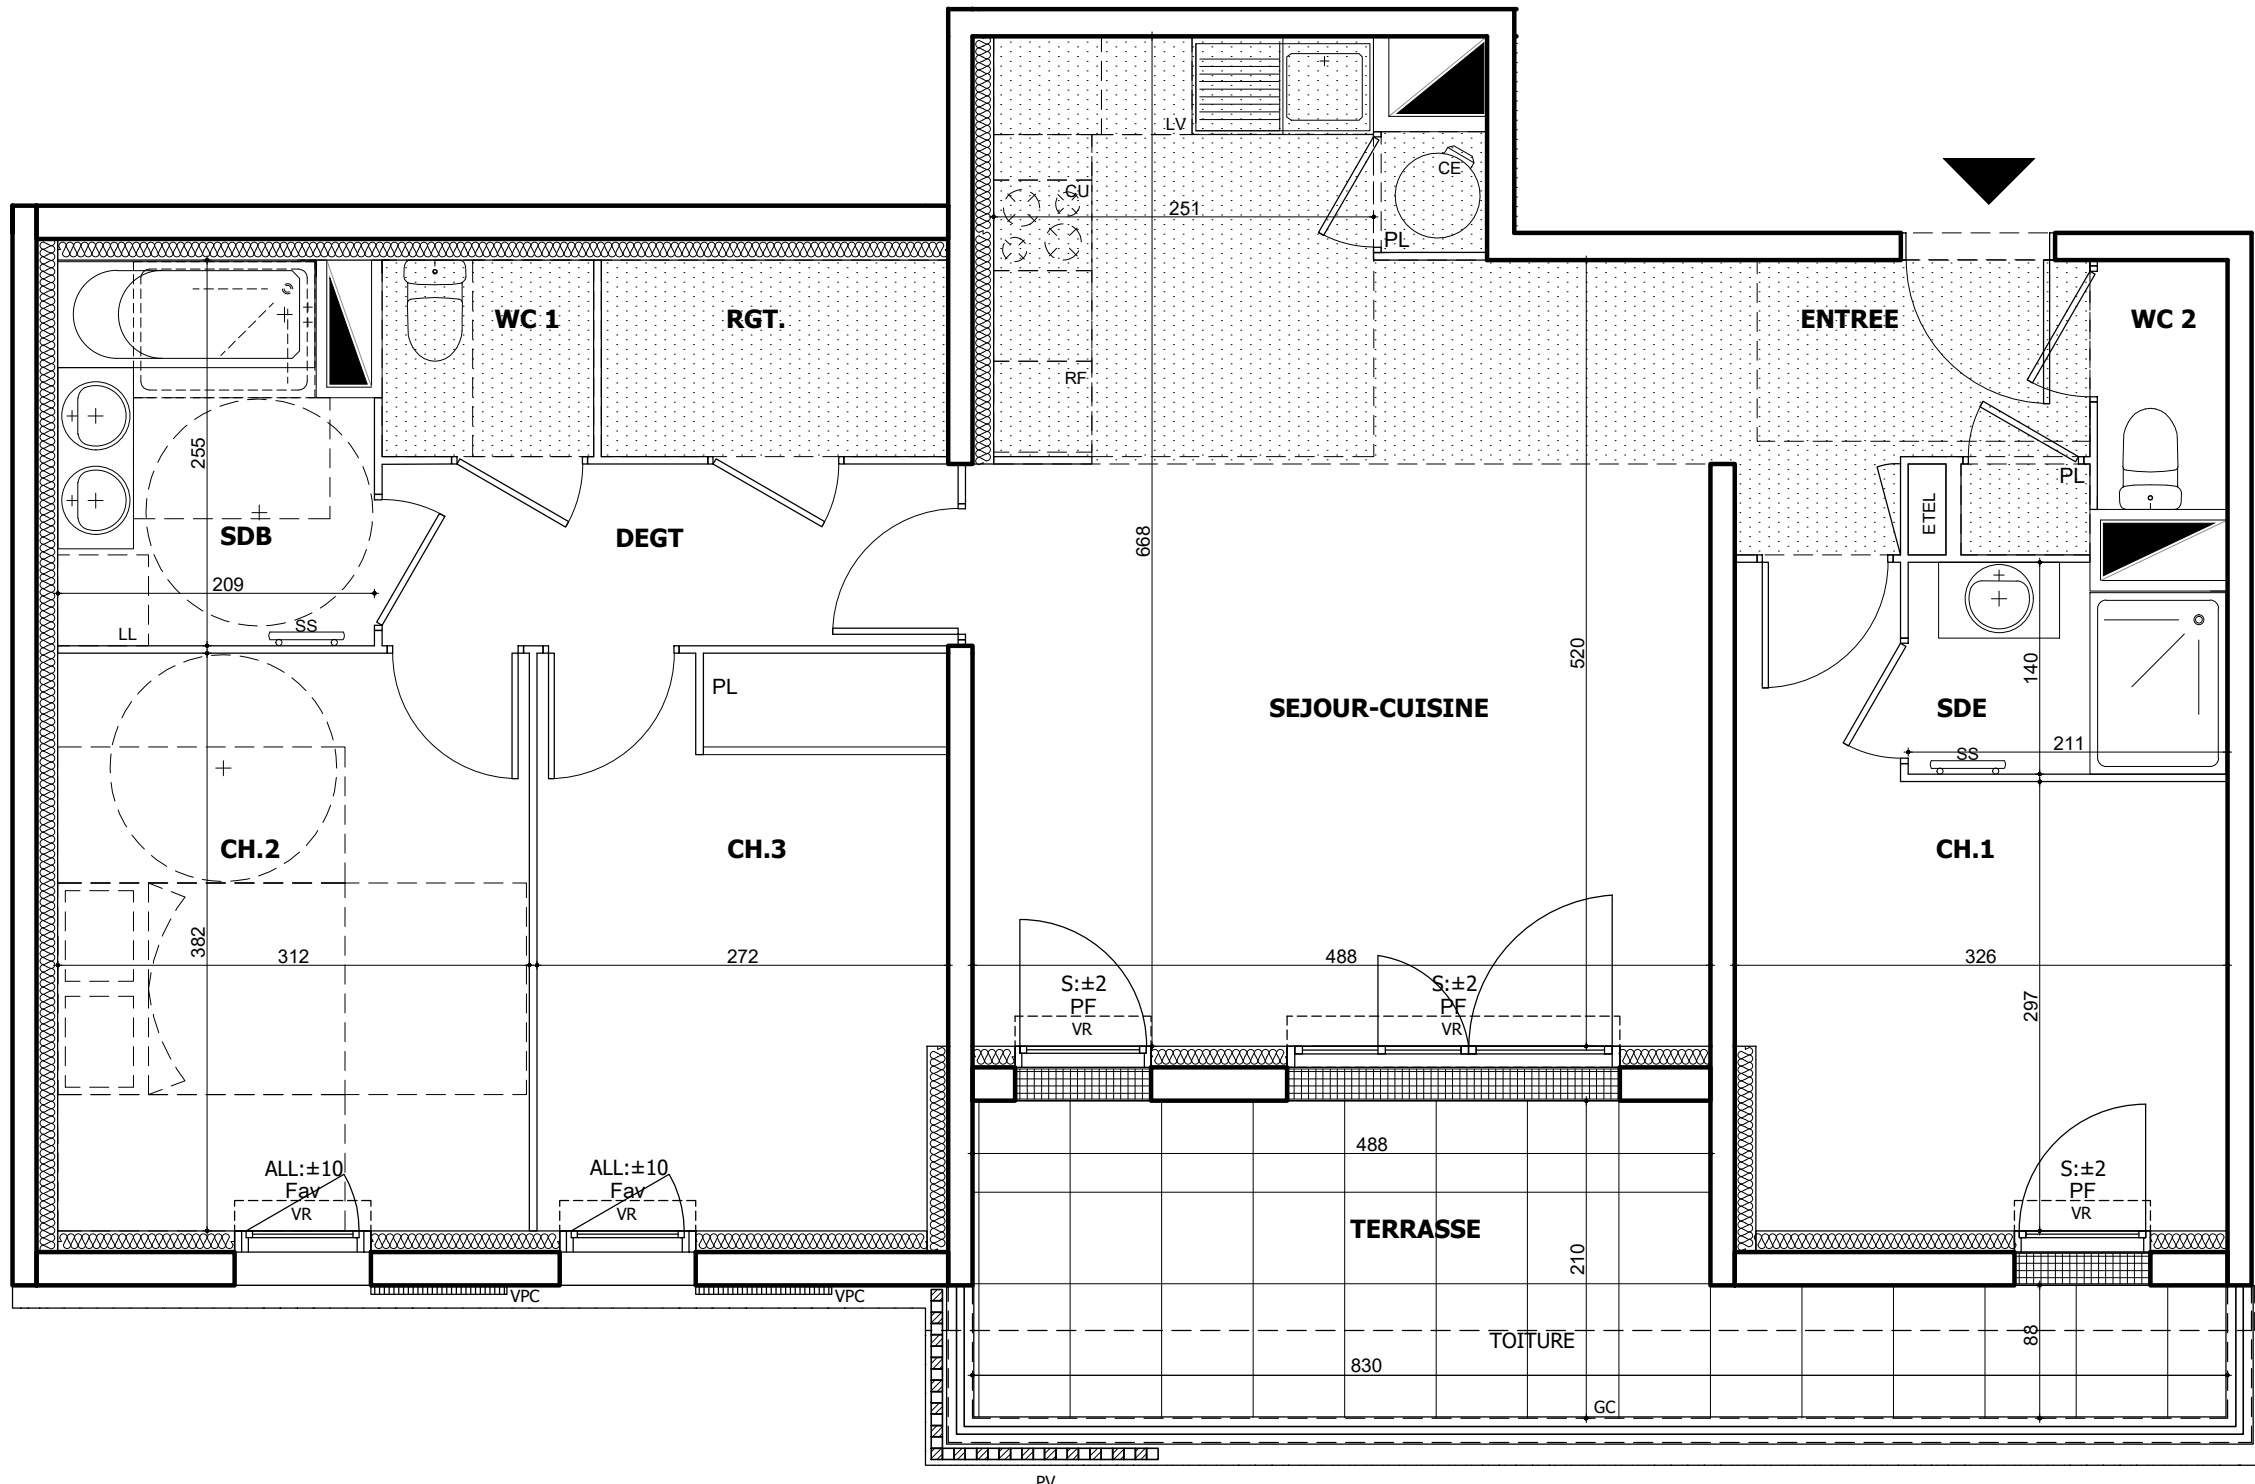 LV
CE
CU
251
PL
WC 1
RGT.
ENTREE
WC 2
RF
255
PL
ETEL
SDB
DEGT
668
209
520
LL
SS
140
PL
SEJOUR-CUISINE
SDE
211
SS
CH.2
CH.3
CH.1
382
312
272
488
326
S:±2
PF
VR
S:±2
PF
VR
297
488
ALL:±10
Fav
VR
ALL:±10
Fav
VR
S:±2
PF
VR
TERRASSE
210
VPC
VPC
TOITURE
88
830
GC
PV